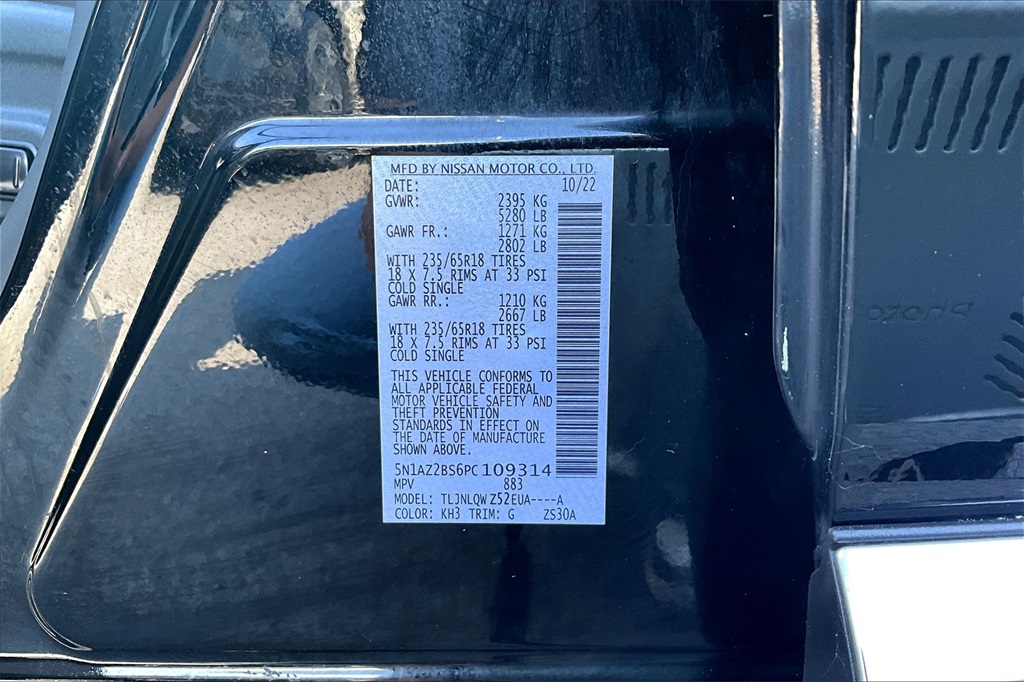 MFD BY NISSAN MOTOR CO., LTD.
DATE: 10/22
GVWR: 2395 KG
5280 LB
GAWR FR.: 1271 KG
2802 LB
WITH 235/65R18 TIRES
18 X 7.5 RIMS AT 33 PSI
COLD SINGLE
GAWR RR.: 1210 KG
2667 LB
WITH 235/65R18 TIRES
18 X 7.5 RIMS AT 33 PSI
COLD SINGLE
THIS VEHICLE CONFORMS TO
ALL APPLICABLE FEDERAL
MOTOR VEHICLE SAFETY AND
THEFT PREVENTION
STANDARDS IN EFFECT ON
THE DATE OF MANUFACTURE
SHOWN ABOVE.
5N1AZ2BS6PC109314
MPV 883
MODEL: TLJNLQW Z52EUA----A
COLOR: KH3 TRIM: G ZS30A